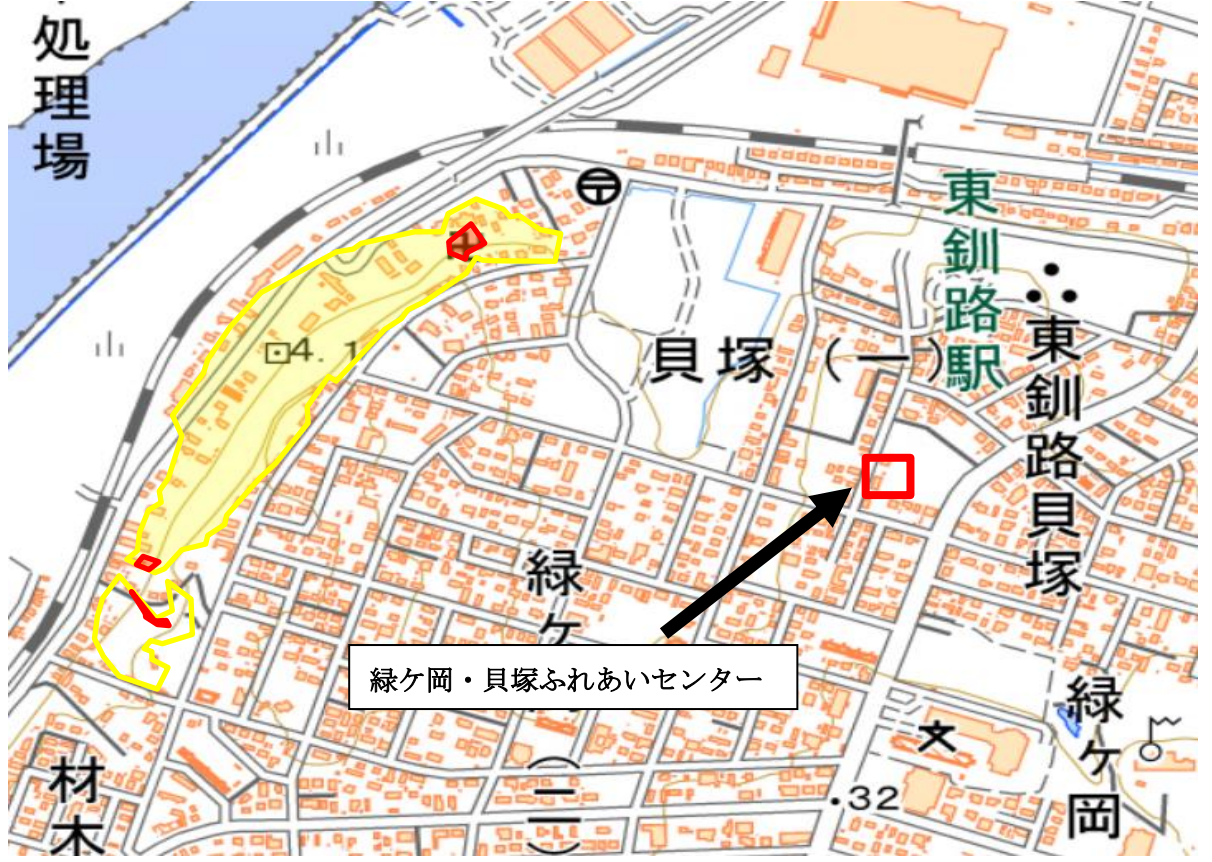 処理場
東釧路駅
4.1
貝塚（一）
東釧路貝塚
緑ケ
緑ケ岡・貝塚ふれあいセンター
緑ケ岡
（二）
材木
32